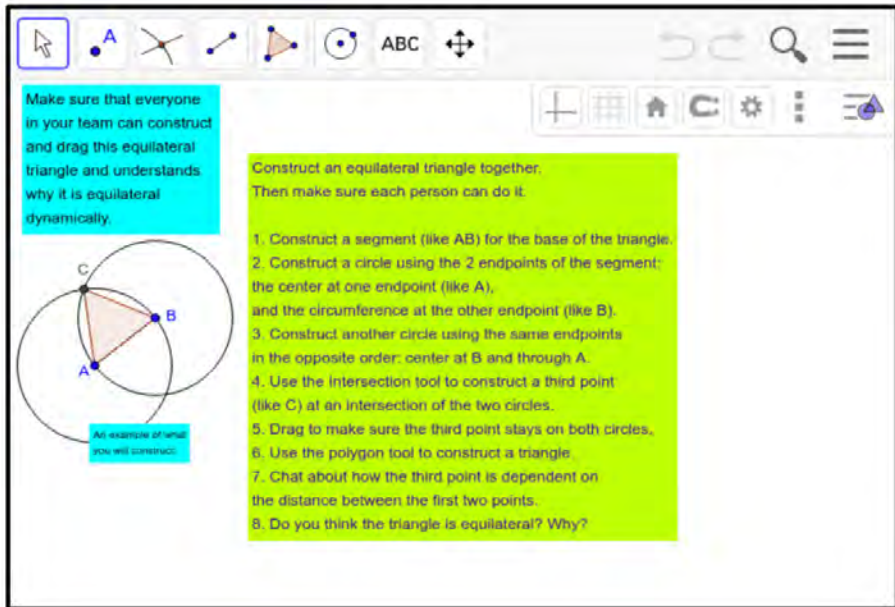 A
ABC
Make sure that everyone
in your team can construct
and drag this equilateral
triangle and understands
why it is equilateral
dynamically.
Construct an equilateral triangle together.
Then make sure each person can do it.
1. Construct a segment (like AB) for the base of the triangle.
2. Construct a circle using the 2 endpoints of the segment:
the center at one endpoint (like A),
and the circumference at the other endpoint (like B).
3. Construct another circle using the same endpoints
in the opposite order: center at B and through A.
4. Use the intersection tool to construct a third point
(like C) at an intersection of the two circles.
5. Drag to make sure the third point stays on both circles.
6. Use the polygon tool to construct a triangle.
7. Chat about how the third point is dependent on
the distance between the first two points.
8. Do you think the triangle is equilateral? Why?
C
B
A
An example of what
you will construct.